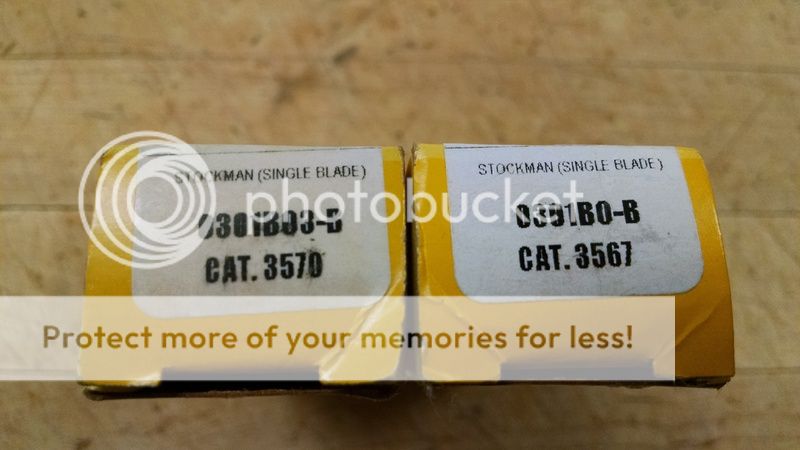 STOCKMAN (SINGLE BLADE)
0301B03-B
CAT. 3570
STOCKMAN (SINGLE BLADE)
0301B0-B
CAT. 3567
photobucket
Protect more of your memories for less!